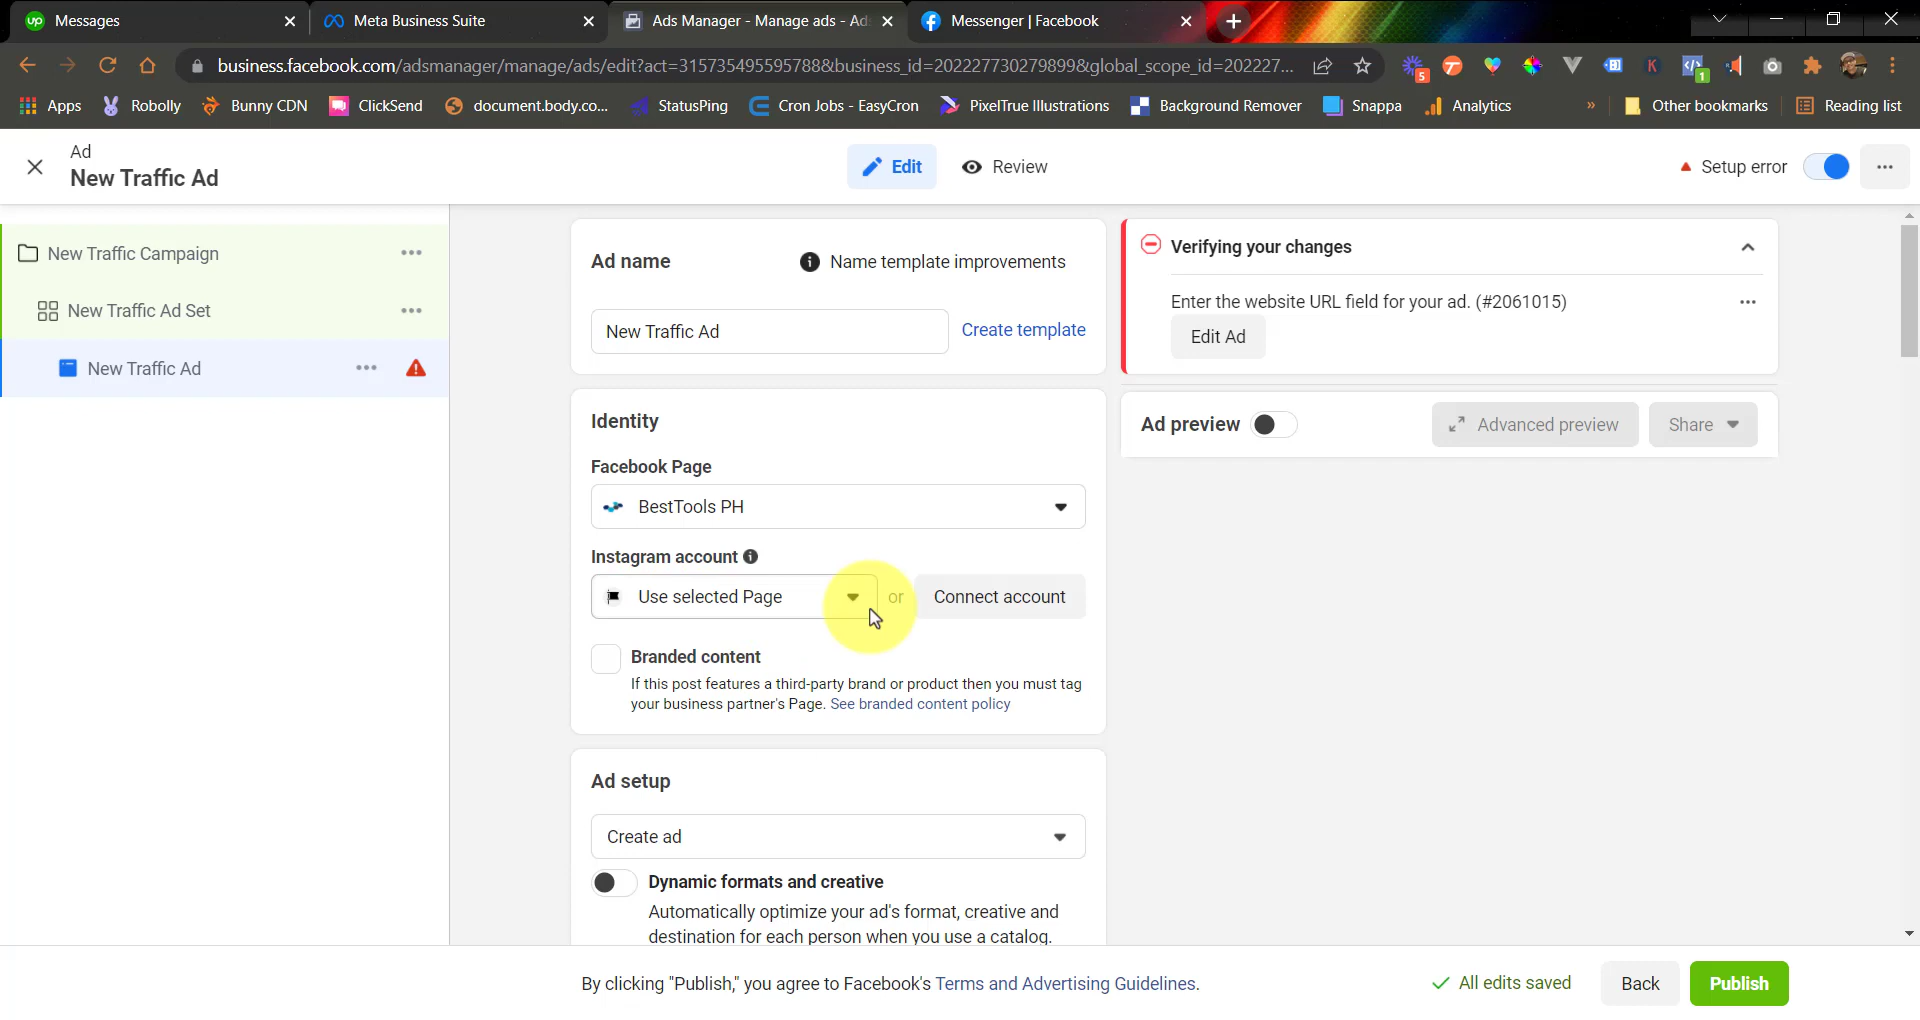 Messages
Meta Business Suite
Ads Manager - Manage ads - Ads
Messenger | Facebook
business.facebook.com/adsmanager/manage/ads/edit?act=3157354955957888&business_id=202227730279899&global_scope_id=202227...
5
1
Apps
Robolly
Bunny CDN
ClickSend
document.body.co...
StatusPing
Cron Jobs - EasyCron
PixelTrue Illustrations
Background Remover
Snappa
Analytics
»
Other bookmarks
Reading list
Ad
New Traffic Ad
Edit
Review
Setup error
New Traffic Campaign
New Traffic Ad Set
New Traffic Ad
Ad name
Name template improvements
New Traffic Ad
Create template
Identity
Facebook Page
BestTools PH
Instagram account
Use selected Page
or
Connect account
Branded content
If this post features a third-party brand or product then you must tag
your business partner's Page. See branded content policy
Ad setup
Create ad
Dynamic formats and creative
Automatically optimize your ad's format, creative and
destination for each person when you use a catalog.
Verifying your changes
Enter the website URL field for your ad. (#2061015)
Edit Ad
Ad preview
Advanced preview
Share
By clicking "Publish," you agree to Facebook's Terms and Advertising Guidelines.
All edits saved
Back
Publish